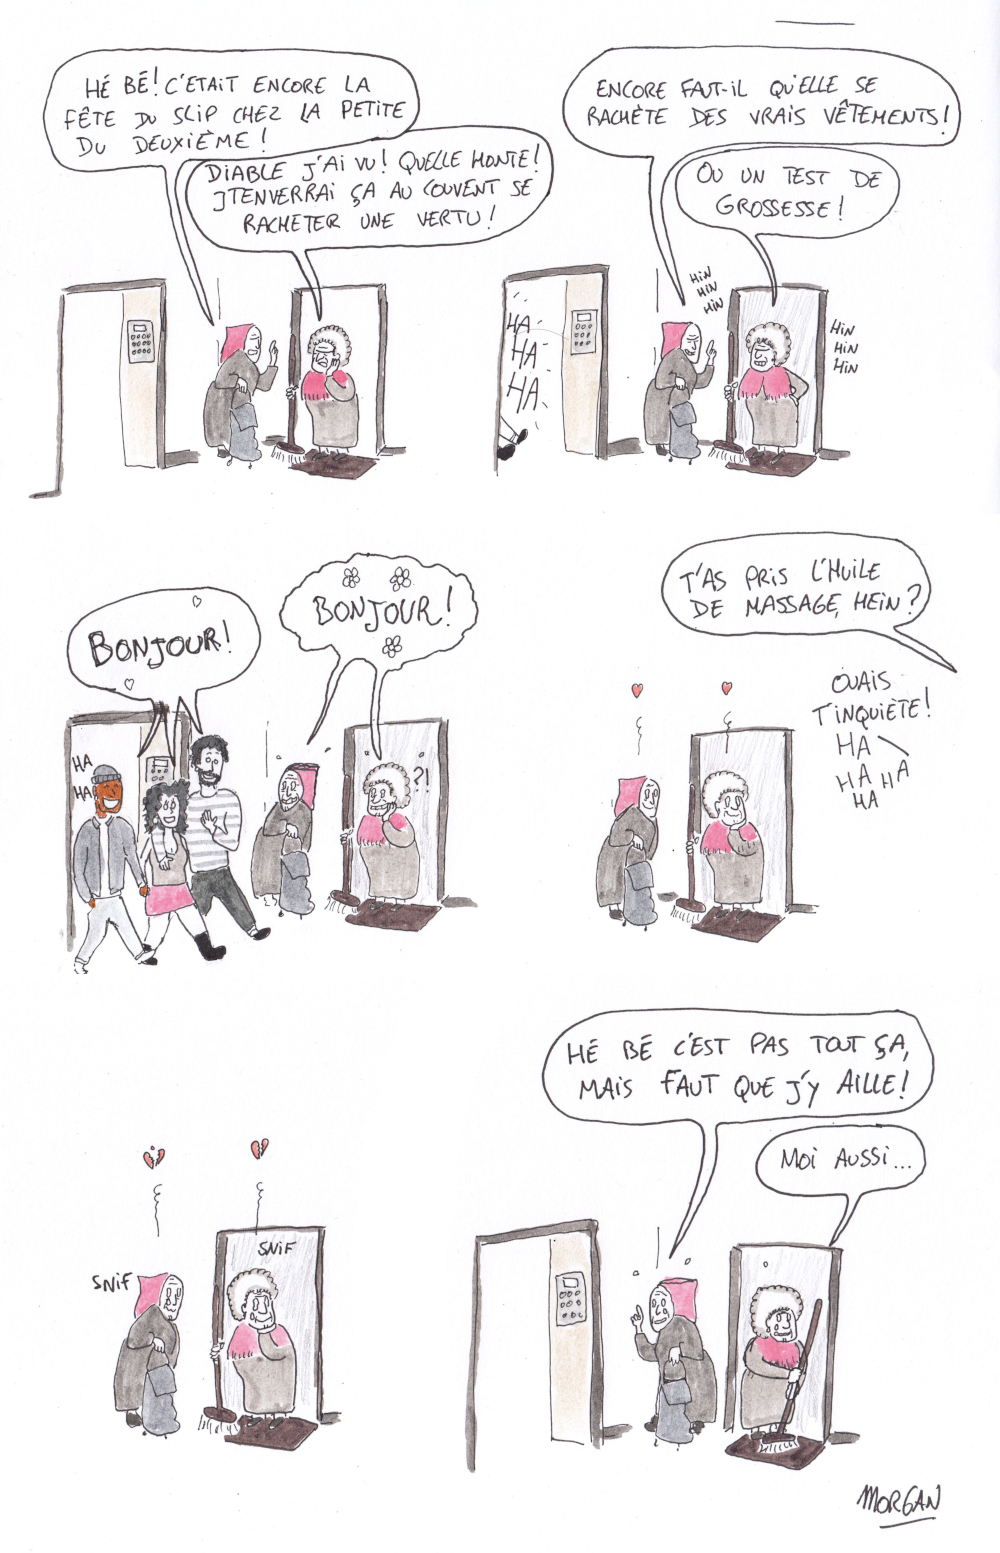 HÉ BÉ! C'ETAIT ENCORE LA
FÊTE DU SLIP CHEZ LA PETITE
DU DEUXIÈME!
DIABLE J'AI VU! QUELLE HONTE!
JTENVERRAI ÇA AU COUVENT SE
RACHETER UNE VERTU!
ENCORE FAUT-IL QU'ELLE SE
RACHÈTE DES VRAIS VÊTEMENTS!
OU UN TEST DE
GROSSESSE!
HiN
HiN
HiN
HA
HA
HA
HiN
HiN
HiN
BONJOUR!
BONJOUR!
HA
HA
?!
T'AS PRIS L'HUILE
DE MASSAGE, HEIN?
OUAIS
T'INQUIÈTE!
HA
HA HA
HA
SNIF
SNIF
HÉ BÉ C'EST PAS TOUT ÇA,
MAIS FAUT QUE J'Y AILLE!
MOI AUSSI...
MORGAN